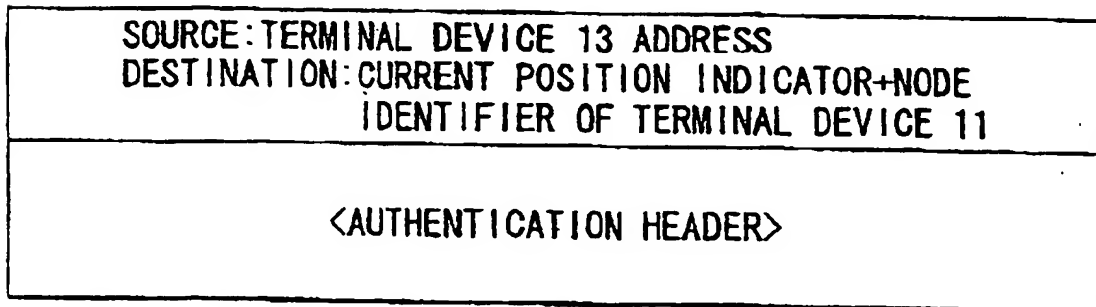 SOURCE:TERMINAL DEVICE 13 ADDRESS
DESTINATION:CURRENT POSITION INDICATOR+NODE
IDENTIFIER OF TERMINAL DEVICE 11
<AUTHENTICATION HEADER>